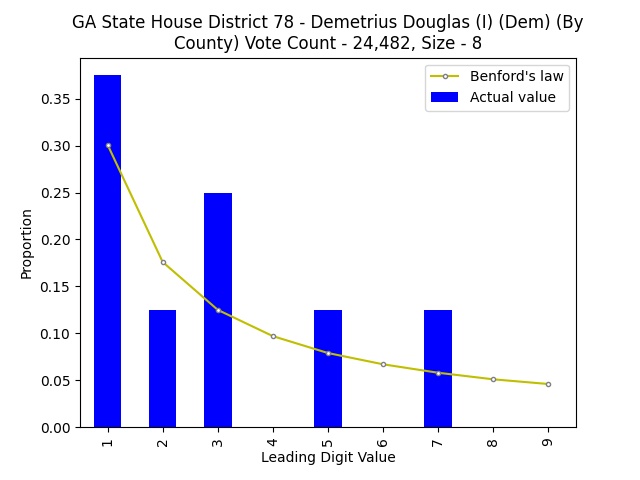 GA State House District 78 - Demetrius Douglas (I) (Dem) (By
County) Vote Count - 24,482, Size - 8
Benford's law
Actual value
0.35
0.30
0.25
0.20
0.15
0.10
0.05
0.00
Proportion
1 2 3 4 5 6 7 8 9
Leading Digit Value